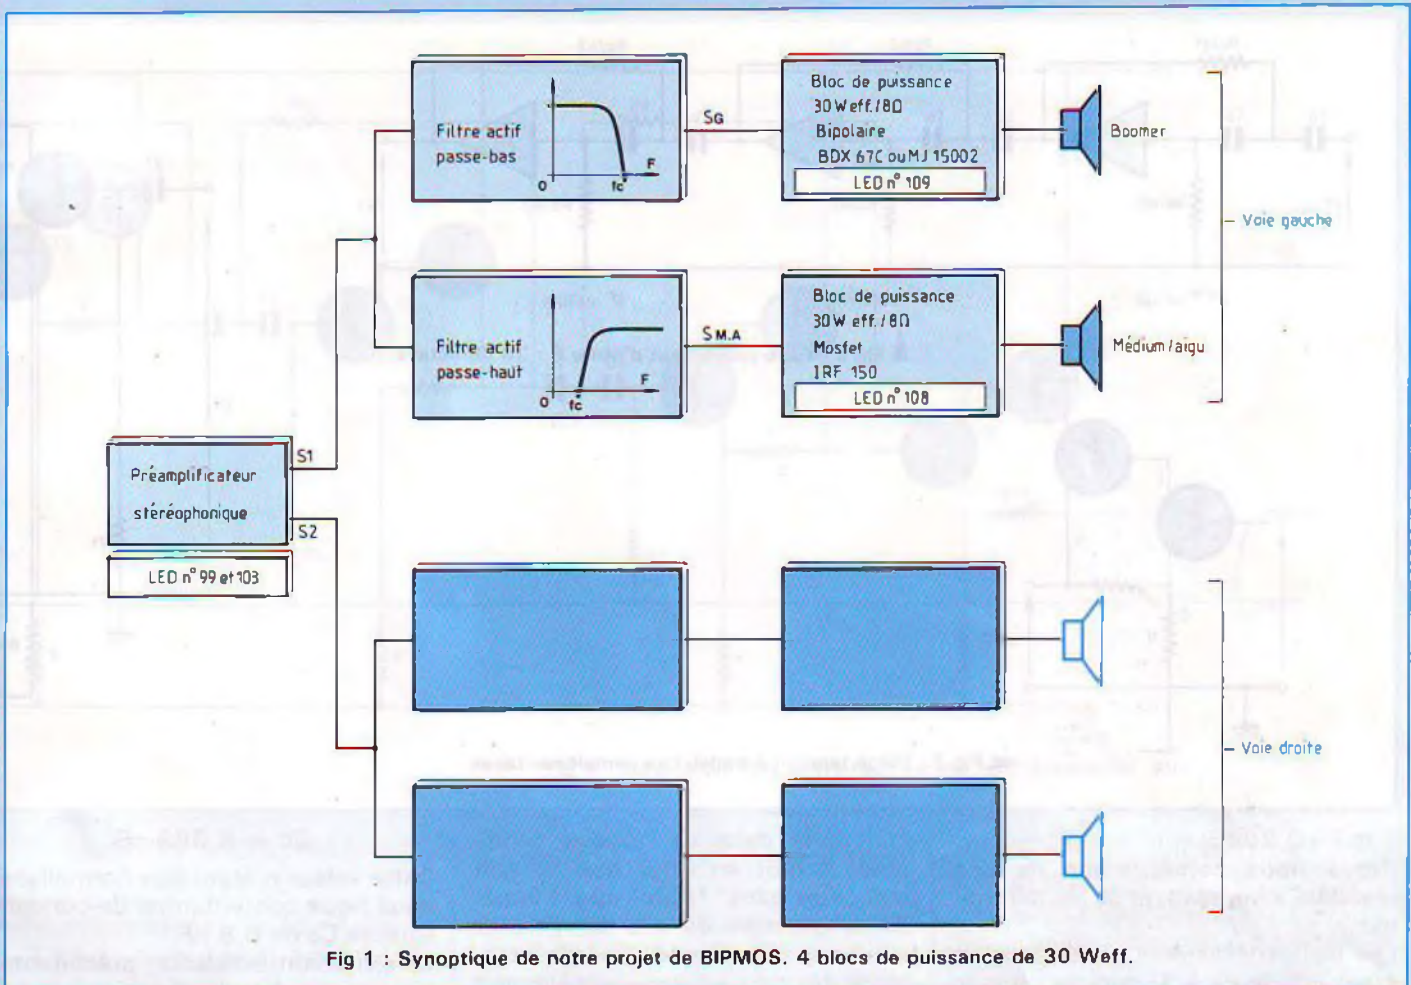 Filtre actif
passe-bas
F
0
fc
SG
Bloc de puissance
30W eff./8Ω
Bipolaire
BDX 67C ou MJ 15002
LED n° 109
Boomer
Voie gauche
Filtre actif
passe-haut
F
0
fc
SM.A
Bloc de puissance
30W eff./8Ω
Mosfet
IRF 150
LED n° 108
Médium/aigu
Préamplificateur
stéréophonique
S1
S2
LED n° 99 et 103
Voie droite
Fig 1 : Synoptique de notre projet de BIPMOS. 4 blocs de puissance de 30 Weff.